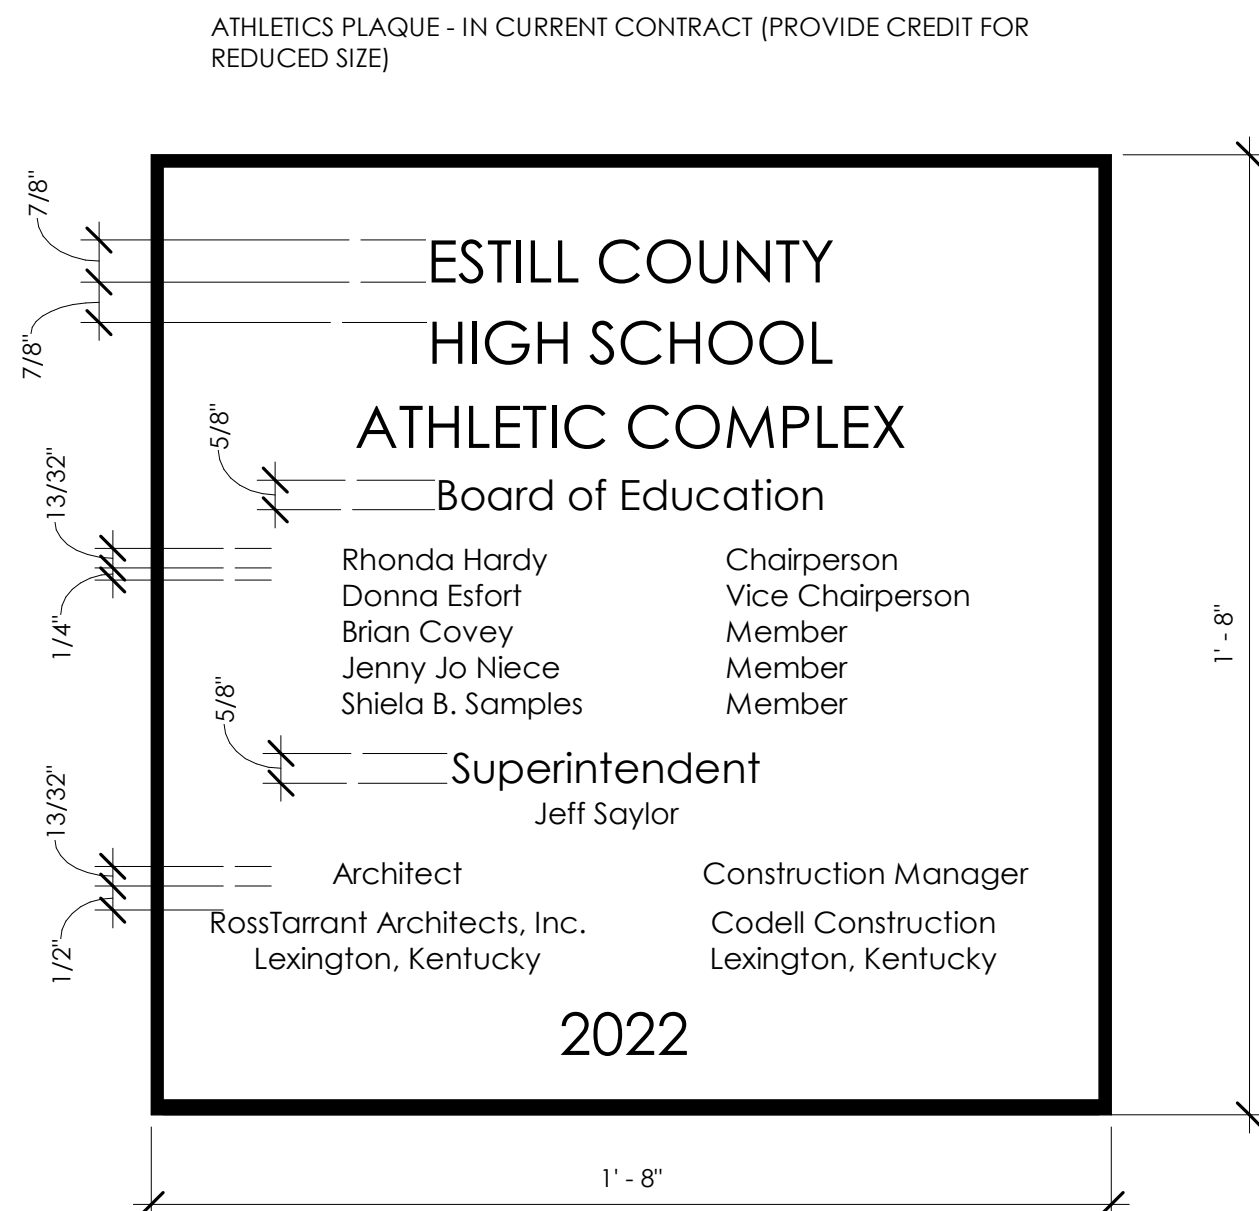 ATHLETICS PLAQUE - IN CURRENT CONTRACT (PROVIDE CREDIT FOR
REDUCED SIZE)
7/8"
7/8"
ESTILL COUNTY
HIGH SCHOOL
ATHLETIC COMPLEX
5/8"
Board of Education
13/32"
1/4"
Rhonda Hardy Chairperson
Donna Esfort Vice Chairperson
Brian Covey Member
Jenny Jo Niece Member
Shiela B. Samples Member
1' - 8"
5/8"
Superintendent
Jeff Saylor
13/32"
1/2"
Architect Construction Manager
RossTarrant Architects, Inc. Codell Construction
Lexington, Kentucky Lexington, Kentucky
2022
1' - 8"